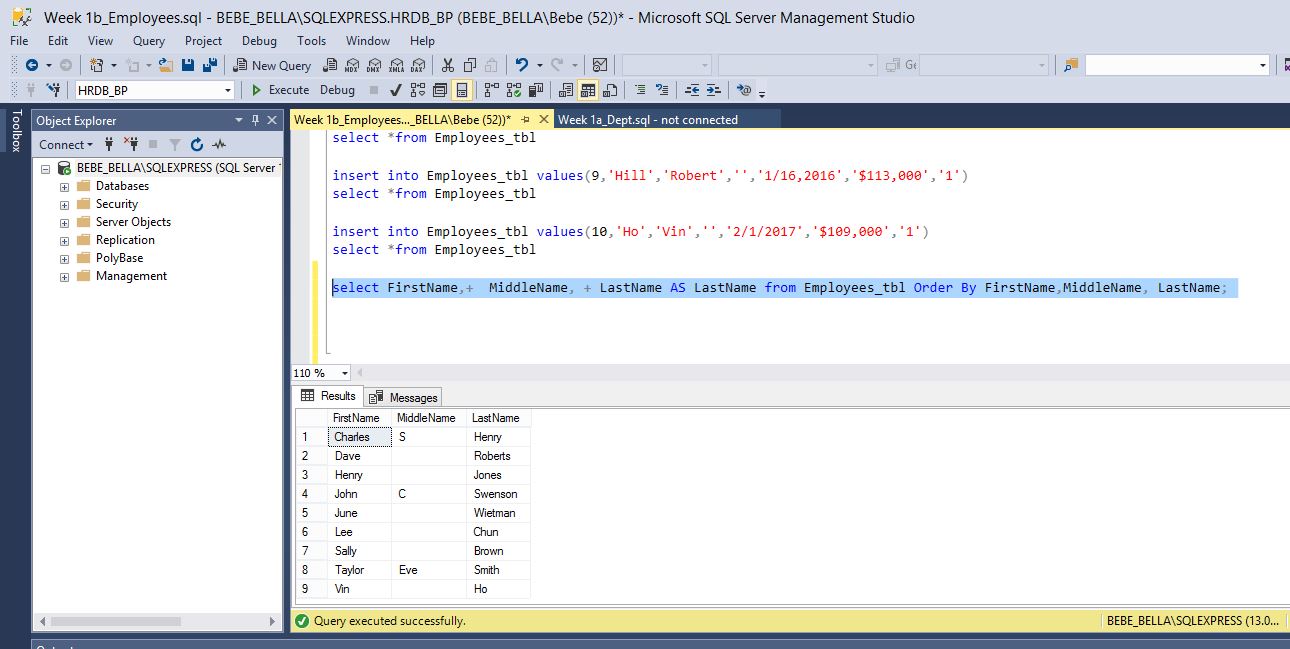 Week 1b_Employees.sql - BEBE_BELLA\SQLEXPRESS.HRDB_BP (BEBE_BELLA\Bebe (52))* - Microsoft SQL Server Management Studio
File Edit View Query Project Debug Tools Window Help
New Query MDX DMX XMLA DAX Ge
HRDB_BP Execute Debug
Toolbox
Object Explorer
Week 1b_Employees..._BELLA\Bebe (52))* Week 1a_Dept.sql - not connected
Connect
BEBE_BELLA\SQLEXPRESS (SQL Server
Databases
Security
Server Objects
Replication
PolyBase
Management
select *from Employees_tbl
insert into Employees_tbl values(9,'Hill','Robert','','1/16,2016','$113,000','1')
select *from Employees_tbl
insert into Employees_tbl values(10,'Ho','Vin','','2/1/2017','$109,000','1')
select *from Employees_tbl
select FirstName,+  MiddleName, + LastName AS LastName from Employees_tbl Order By FirstName,MiddleName, LastName;
110 %
Results Messages
FirstName MiddleName LastName
1 Charles S Henry
2 Dave Roberts
3 Henry Jones
4 John C Swenson
5 June Wietman
6 Lee Chun
7 Sally Brown
8 Taylor Eve Smith
9 Vin Ho
Query executed successfully. BEBE_BELLA\SQLEXPRESS (13.0...